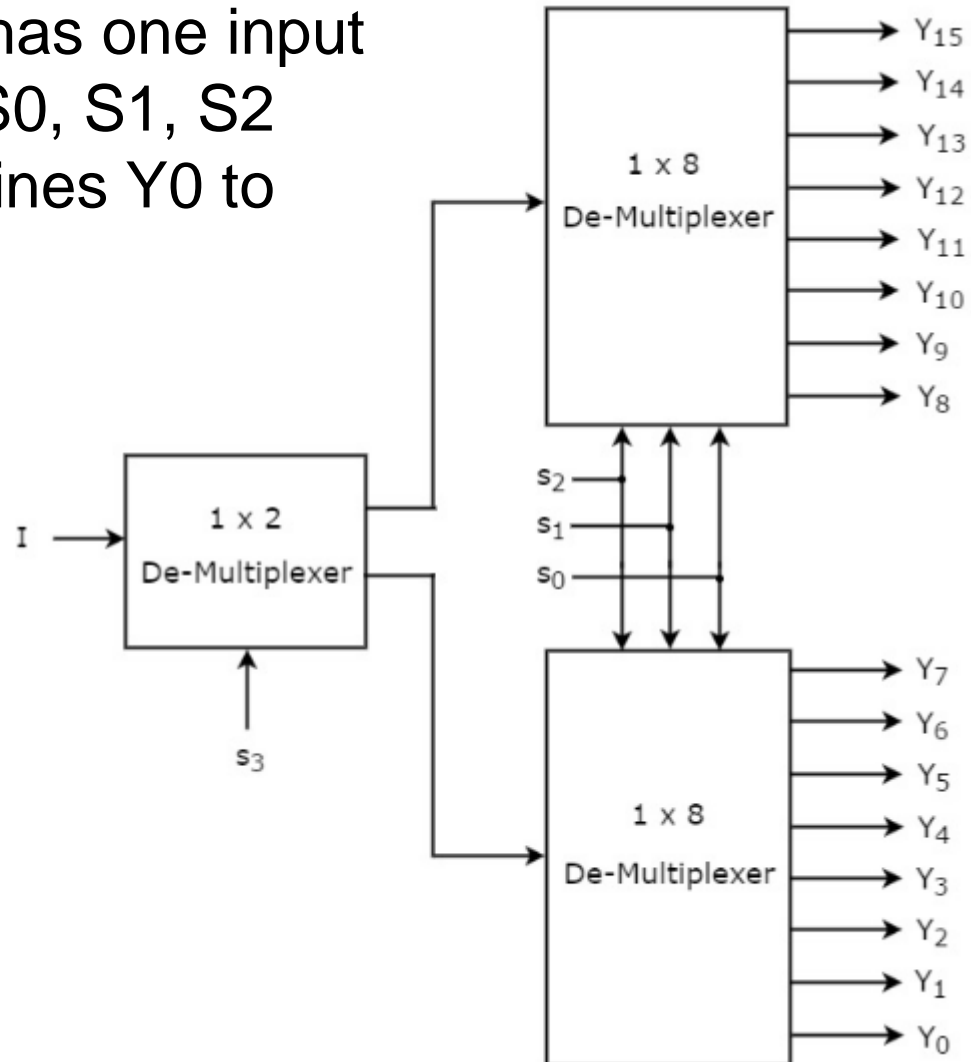 has one input
S0, S1, S2
ines Y0 to
1 x 8
De-Multiplexer
Y15
Y14
Y13
Y12
Y11
Y10
Y9
Y8
I
1 x 2
De-Multiplexer
s3
s2
s1
s0
1 x 8
De-Multiplexer
Y7
Y6
Y5
Y4
Y3
Y2
Y1
Y0